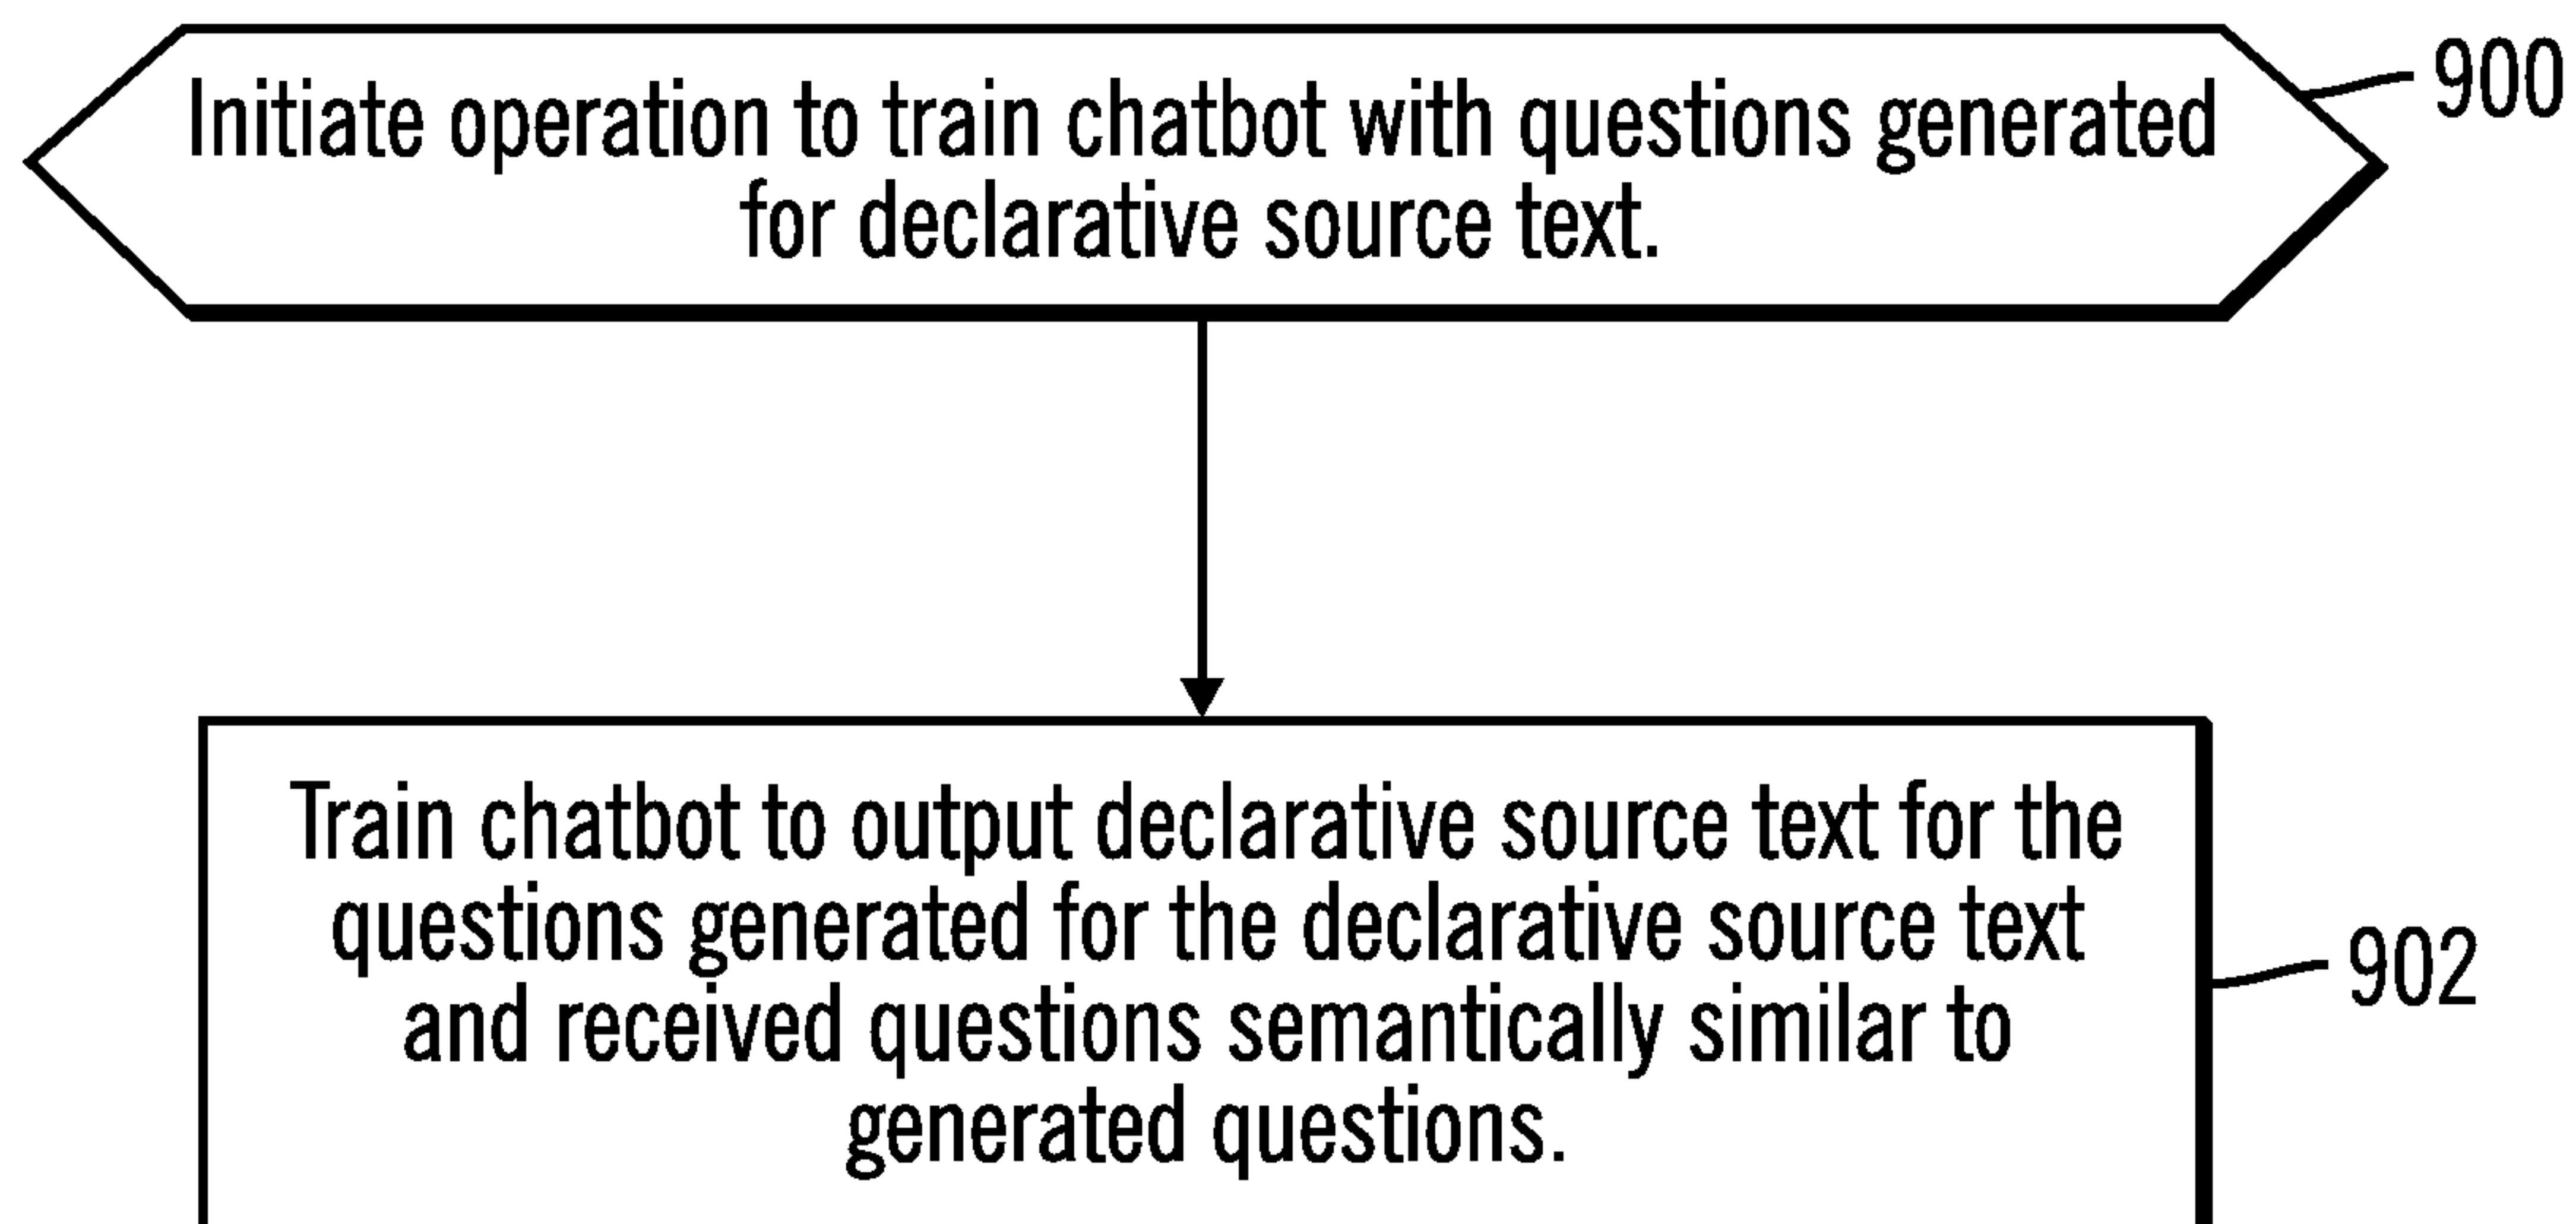 Initiate operation to train chatbot with questions generated
for declarative source text.
900
Train chatbot to output declarative source text for the
questions generated for the declarative source text
and received questions semantically similar to
generated questions.
902